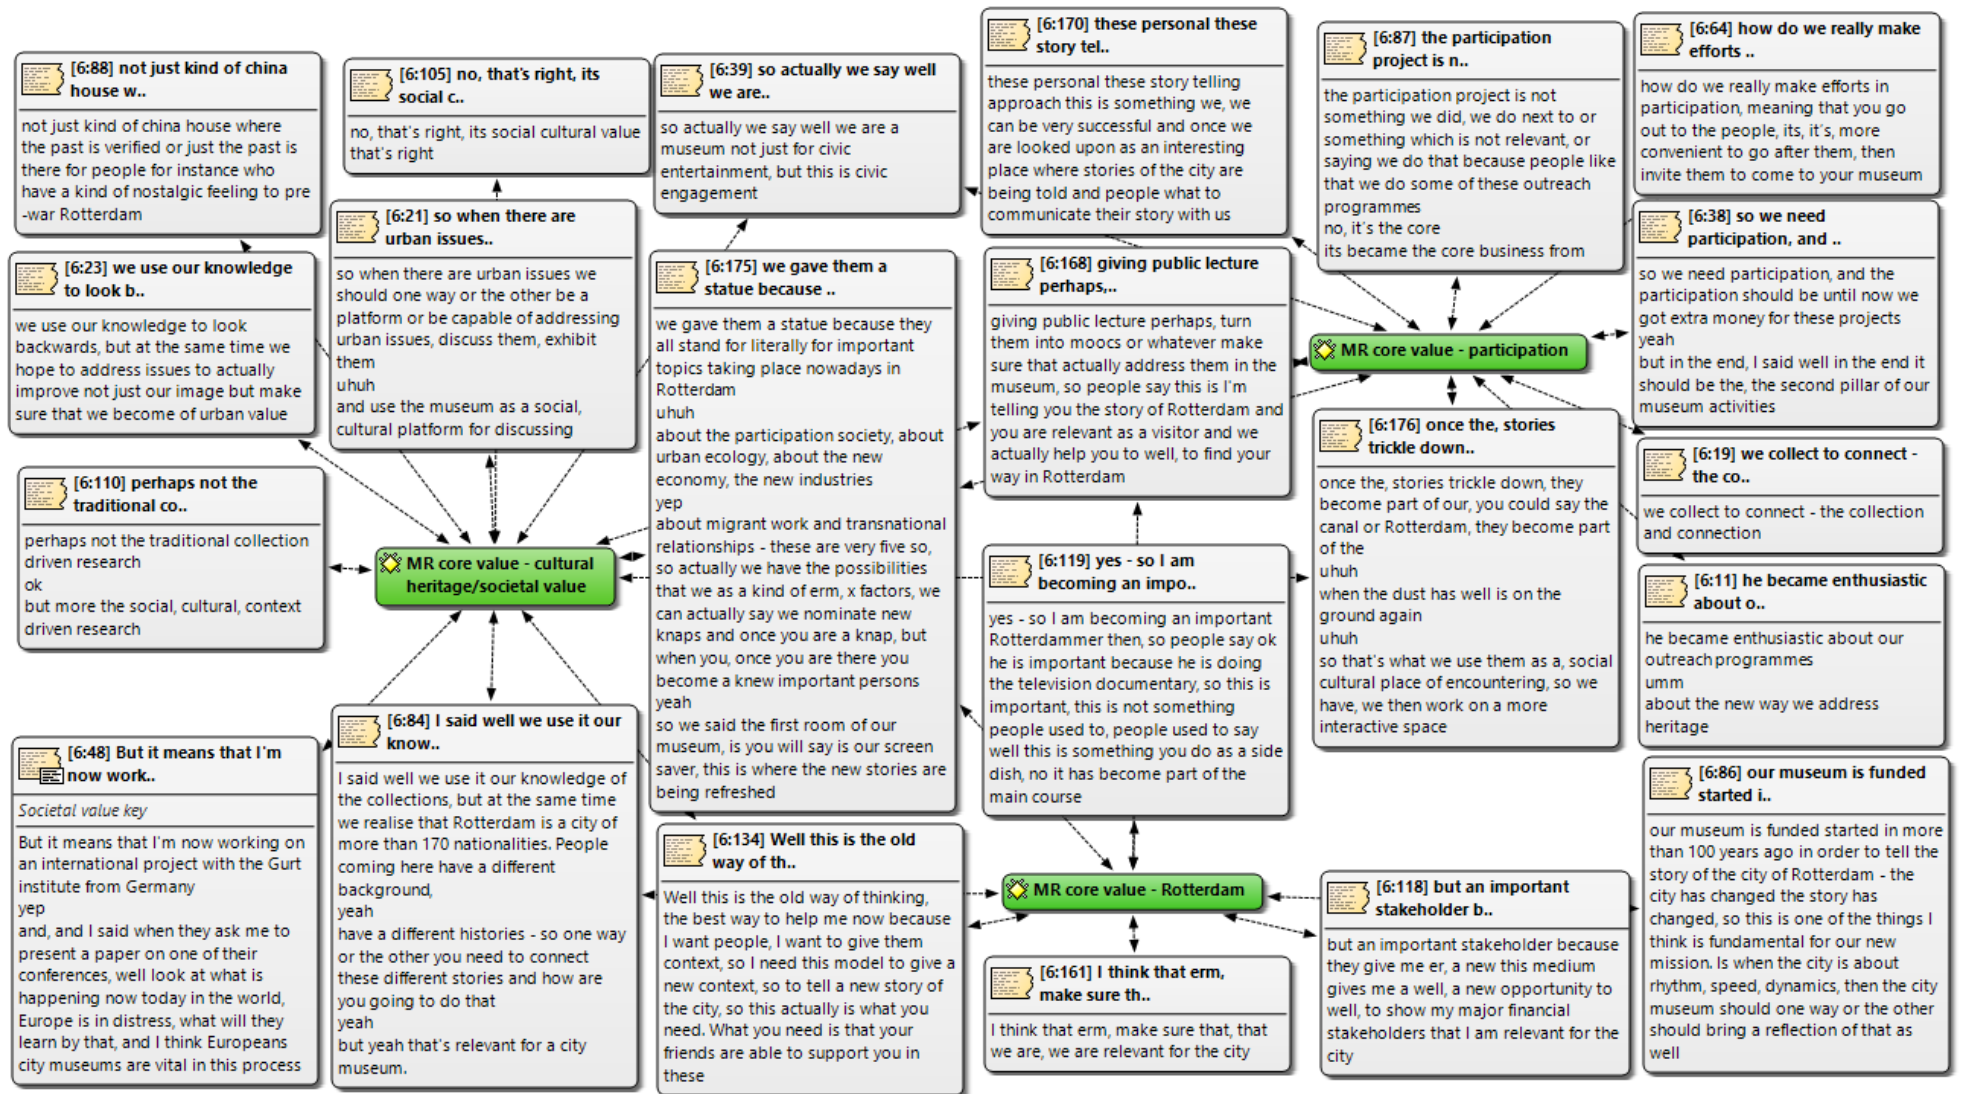 [6:88] not just kind of china
house w..
not just kind of china house where
the past is verified or just the past is
there for people for instance who
have a kind of nostalgic feeling to pre
-war Rotterdam
[6:105] no, that's right, its
social c..
no, that's right, its social cultural value
that's right
[6:39] so actually we say well
we are..
so actually we say well we are a
museum not just for civic
entertainment, but this is civic
engagement
[6:170] these personal these
story tel..
these personal these story telling
approach this is something we, we
can be very successful and once we
are looked upon as an interesting
place where stories of the city are
being told and people what to
communicate their story with us
[6:87] the participation
project is n..
the participation project is not
something we did, we do next to or
something which is not relevant, or
saying we do that because people like
that we do some of these outreach
programmes
no, it's the core
its became the core business from
[6:64] how do we really make
efforts ..
how do we really make efforts in
participation, meaning that you go
out to the people, its, it's, more
convenient to go after them, then
invite them to come to your museum
[6:23] we use our knowledge
to look b..
we use our knowledge to look
backwards, but at the same time we
hope to address issues to actually
improve not just our image but make
sure that we become of urban value
[6:21] so when there are
urban issues..
so when there are urban issues we
should one way or the other be a
platform or be capable of addressing
urban issues, discuss them, exhibit
them
uhuh
and use the museum as a social,
cultural platform for discussing
[6:175] we gave them a
statue because ..
we gave them a statue because they
all stand for literally for important
topics taking place nowadays in
Rotterdam
uhuh
about the participation society, about
urban ecology, about the new
economy, the new industries
yep
about migrant work and transnational
relationships - these are very five so,
so actually we have the possibilities
that we as a kind of erm, x factors, we
can actually say we nominate new
knaps and once you are a knap, but
when you, once you are there you
become a knew important persons
yeah
so we said the first room of our
museum, is you will say is our screen
saver, this is where the new stories are
being refreshed
[6:168] giving public lecture
perhaps,..
giving public lecture perhaps, turn
them into moocs or whatever make
sure that actually address them in the
museum, so people say this is I'm
telling you the story of Rotterdam and
you are relevant as a visitor and we
actually help you to well, to find your
way in Rotterdam
MR core value - participation
[6:38] so we need
participation, and ..
so we need participation, and the
participation should be until now we
got extra money for these projects
yeah
but in the end, I said well in the end it
should be the, the second pillar of our
museum activities
[6:110] perhaps not the
traditional co..
perhaps not the traditional collection
driven research
ok
but more the social, cultural, context
driven research
MR core value - cultural
heritage/societal value
[6:119] yes - so I am
becoming an impo..
yes - so I am becoming an important
Rotterdammer then, so people say ok
he is important because he is doing
the television documentary, so this is
important, this is not something
people used to, people used to say
well this is something you do as a side
dish, no it has become part of the
main course
[6:176] once the, stories
trickle down..
once the, stories trickle down, they
become part of our, you could say the
canal or Rotterdam, they become part
of the
uhuh
when the dust has well is on the
ground again
uhuh
so that's what we use them as a, social
cultural place of encountering, so we
have, we then work on a more
interactive space
[6:19] we collect to connect -
the co..
we collect to connect - the collection
and connection
[6:11] he became enthusiastic
about o..
he became enthusiastic about our
outreach programmes
umm
about the new way we address
heritage
[6:48] But it means that I'm
now work..
Societal value key
But it means that I'm now working on
an international project with the Gurt
institute from Germany
yep
and, and I said when they ask me to
present a paper on one of their
conferences, well look at what is
happening now today in the world,
Europe is in distress, what will they
learn by that, and I think Europeans
city museums are vital in this process
[6:84] I said well we use it our
know..
I said well we use it our knowledge of
the collections, but at the same time
we realise that Rotterdam is a city of
more than 170 nationalities. People
coming here have a different
background,
yeah
have a different histories - so one way
or the other you need to connect
these different stories and how are
you going to do that
yeah
but yeah that's relevant for a city
museum.
[6:134] Well this is the old
way of th..
Well this is the old way of thinking,
the best way to help me now because
I want people, I want to give them
context, so I need this model to give a
new context, so to tell a new story of
the city, so this actually is what you
need. What you need is that your
friends are able to support you in
these
MR core value - Rotterdam
[6:161] I think that erm,
make sure th..
I think that erm, make sure that, that
we are, we are relevant for the city
[6:118] but an important
stakeholder b..
but an important stakeholder because
they give me er, a new this medium
gives me a well, a new opportunity to
well, to show my major financial
stakeholders that I am relevant for the
city
[6:86] our museum is funded
started i..
our museum is funded started in more
than 100 years ago in order to tell the
story of the city of Rotterdam - the
city has changed the story has
changed, so this is one of the things I
think is fundamental for our new
mission. Is when the city is about
rhythm, speed, dynamics, then the city
museum should one way or the other
should bring a reflection of that as
well